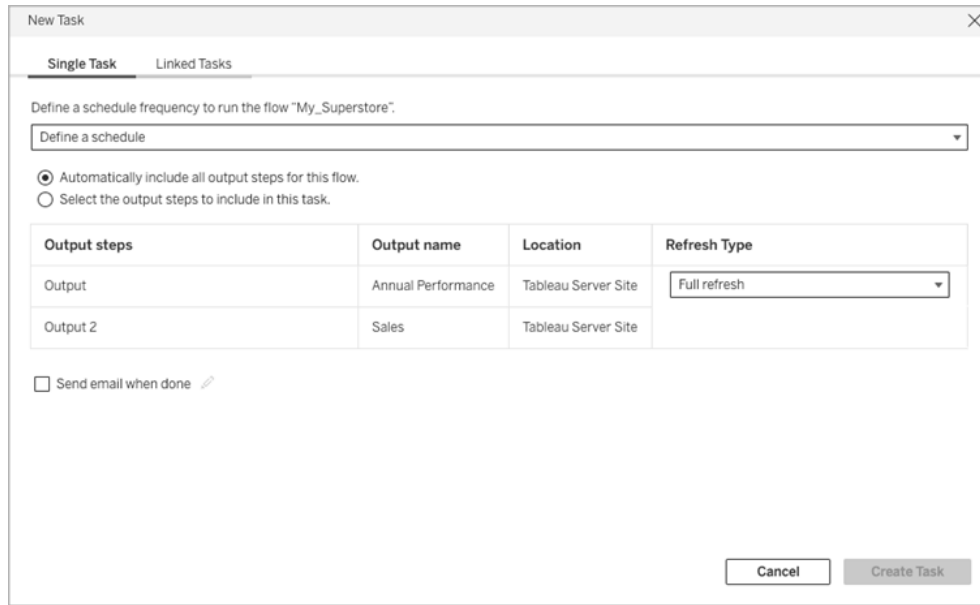 New Task
Single Task Linked Tasks
Define a schedule frequency to run the flow "My_Superstore".
Define a schedule
Automatically include all output steps for this flow.
Select the output steps to include in this task.
Output steps Output name Location Refresh Type
Output Annual Performance Tableau Server Site Full refresh
Output 2 Sales Tableau Server Site
Send email when done
Cancel Create Task